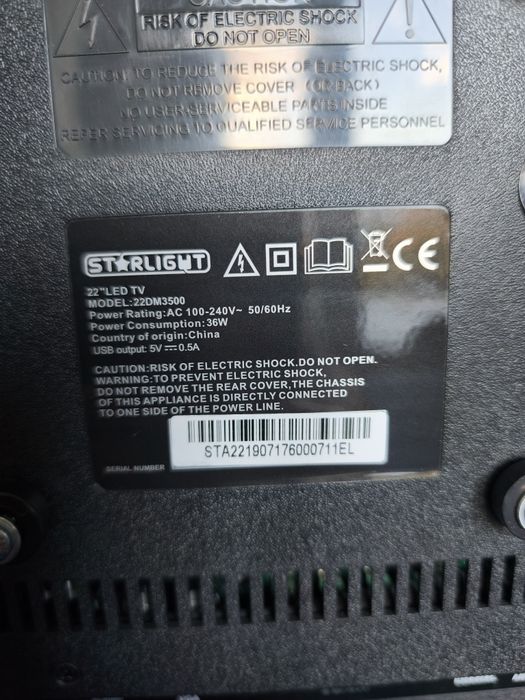 CAUTION
RISK OF ELECTRIC SHOCK
DO NOT OPEN
CAUTION: TO REDUCE THE RISK OF ELECTRIC SHOCK,
DO NOT REMOVE COVER (OR BACK)
NO USER SERVICEABLE PARTS INSIDE
REFER SERVICING TO QUALIFIED SERVICE PERSONNEL
STARLIGHT
CE
22"LED TV
MODEL:22DM3500
Power Rating:AC 100-240V~ 50/60Hz
Power Consumption:36W
Country of origin:China
USB output: 5V⎓0.5A
CAUTION:RISK OF ELECTRIC SHOCK.DO NOT OPEN.
WARNING:TO PREVENT ELECTRIC SHOCK,
DO NOT REMOVE THE REAR COVER,THE CHASSIS
OF THIS APPLIANCE IS DIRECTLY CONNECTED
TO ONE SIDE OF THE POWER LINE.
STA221907176000711EL
SERIAL NUMBER